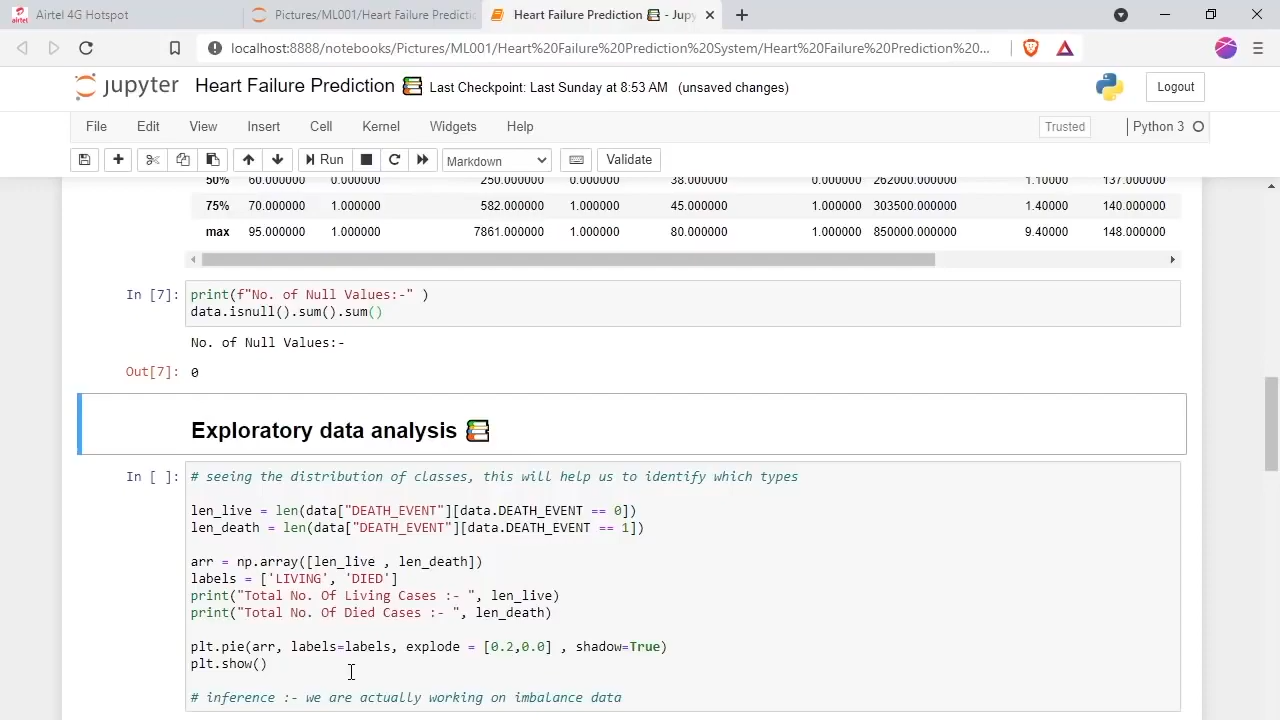 airtel Airtel 4G Hotspot Pictures/ML001/Heart Failure Predictic Heart Failure Prediction - Jupy
localhost:8888/notebooks/Pictures/ML001/Heart%20Failure%20Prediction%20System/Heart%20Failure%20Prediction%20...
jupyter Heart Failure Prediction Last Checkpoint: Last Sunday at 8:53 AM (unsaved changes) Logout
File Edit View Insert Cell Kernel Widgets Help Trusted Python 3
Run Markdown Validate
50% 60.000000 0.000000 250.000000 0.000000 38.000000 0.000000 262000.000000 1.10000 137.000000
75% 70.000000 1.000000 582.000000 1.000000 45.000000 1.000000 303500.000000 1.40000 140.000000
max 95.000000 1.000000 7861.000000 1.000000 80.000000 1.000000 850000.000000 9.40000 148.000000
In [7]: print(f"No. of Null Values:-" )
data.isnull().sum().sum()
No. of Null Values:-
Out[7]: 0
Exploratory data analysis
In [ ]: # seeing the distribution of classes, this will help us to identify which types
len_live = len(data["DEATH_EVENT"][data.DEATH_EVENT == 0])
len_death = len(data["DEATH_EVENT"][data.DEATH_EVENT == 1])
arr = np.array([len_live , len_death])
labels = ['LIVING', 'DIED']
print("Total No. Of Living Cases :- ", len_live)
print("Total No. Of Died Cases :- ", len_death)
plt.pie(arr, labels=labels, explode = [0.2,0.0] , shadow=True)
plt.show()
# inference :- we are actually working on imbalance data